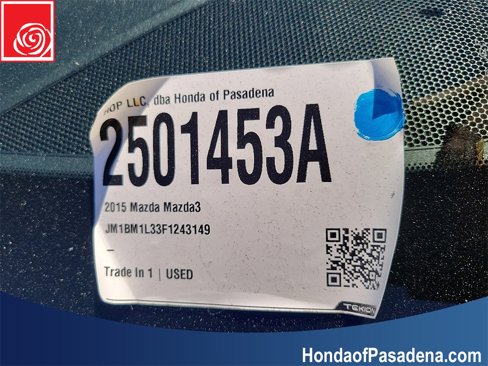 HOP LLC, dba Honda of Pasadena
2501453A
2015 Mazda Mazda3
JM1BM1L33F1243149
–
Trade In 1 | USED
TEKION
HondaofPasadena.com